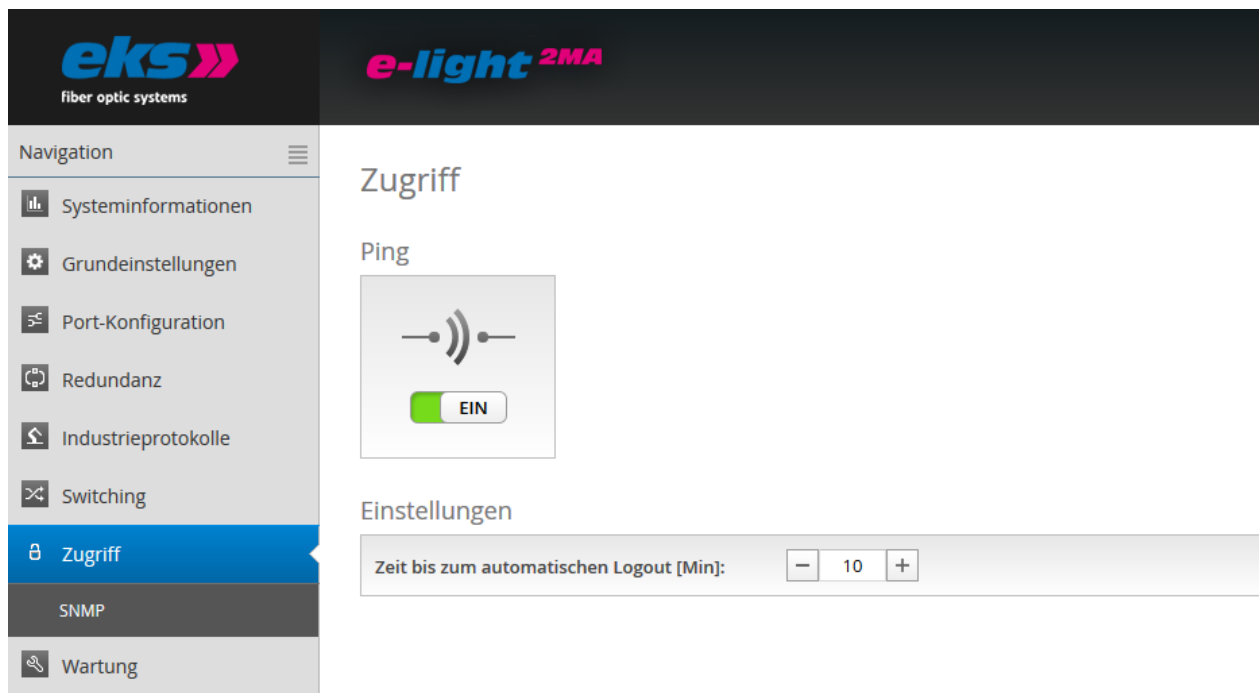 eks
fiber optic systems
e-light 2MA
Navigation
Systeminformationen
Grundeinstellungen
Port-Konfiguration
Redundanz
Industrieprotokolle
Switching
Zugriff
SNMP
Wartung
Zugriff
Ping
EIN
Einstellungen
Zeit bis zum automatischen Logout [Min]: − 10 +